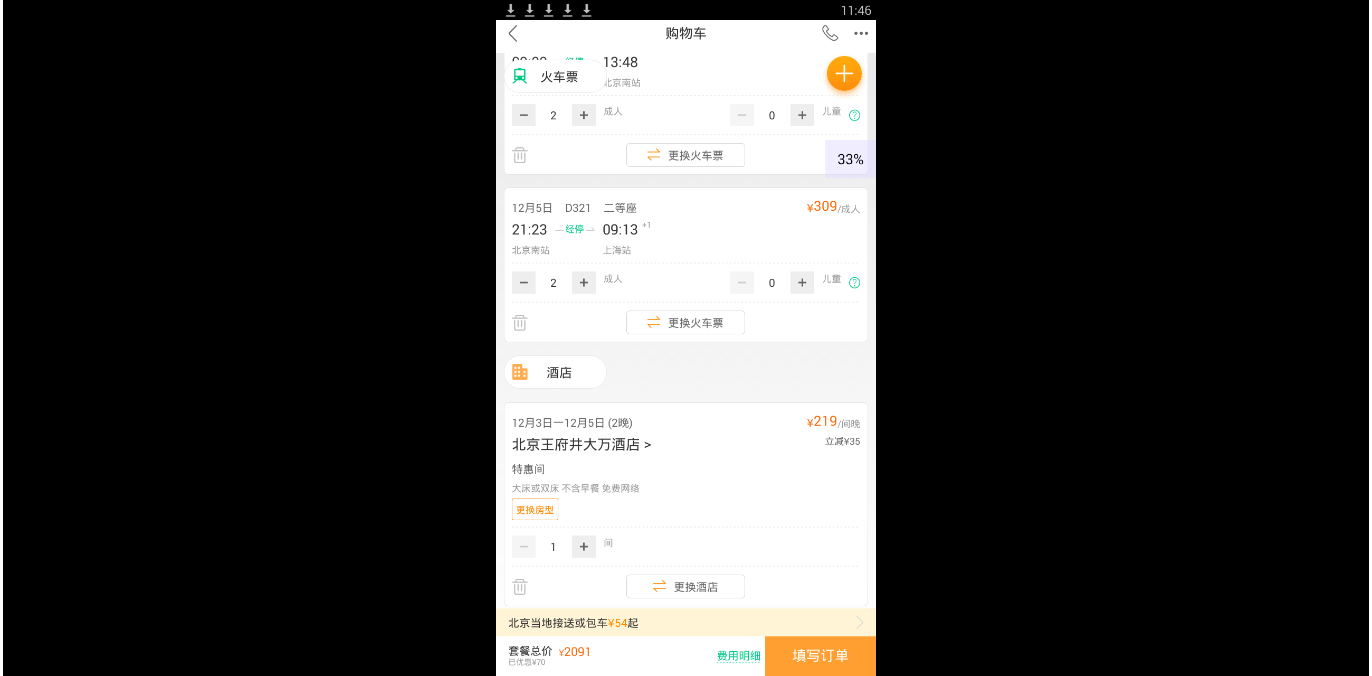 11:46
购物车
13:48
火车票
北京南站
2 成人 0 儿童
更换火车票
33%
12月5日 D321 二等座 ¥309/成人
21:23 经停 09:13 +1
北京南站 上海站
2 成人 0 儿童
更换火车票
酒店
12月3日一12月5日 (2晚) ¥219/间晚
北京王府井大万酒店 > 立减¥35
特惠间
大床或双床 不含早餐 免费网络
更换房型
1 间
更换酒店
北京当地接送或包车¥54起
套餐总价 ¥2091 费用明细 填写订单
已优惠¥70